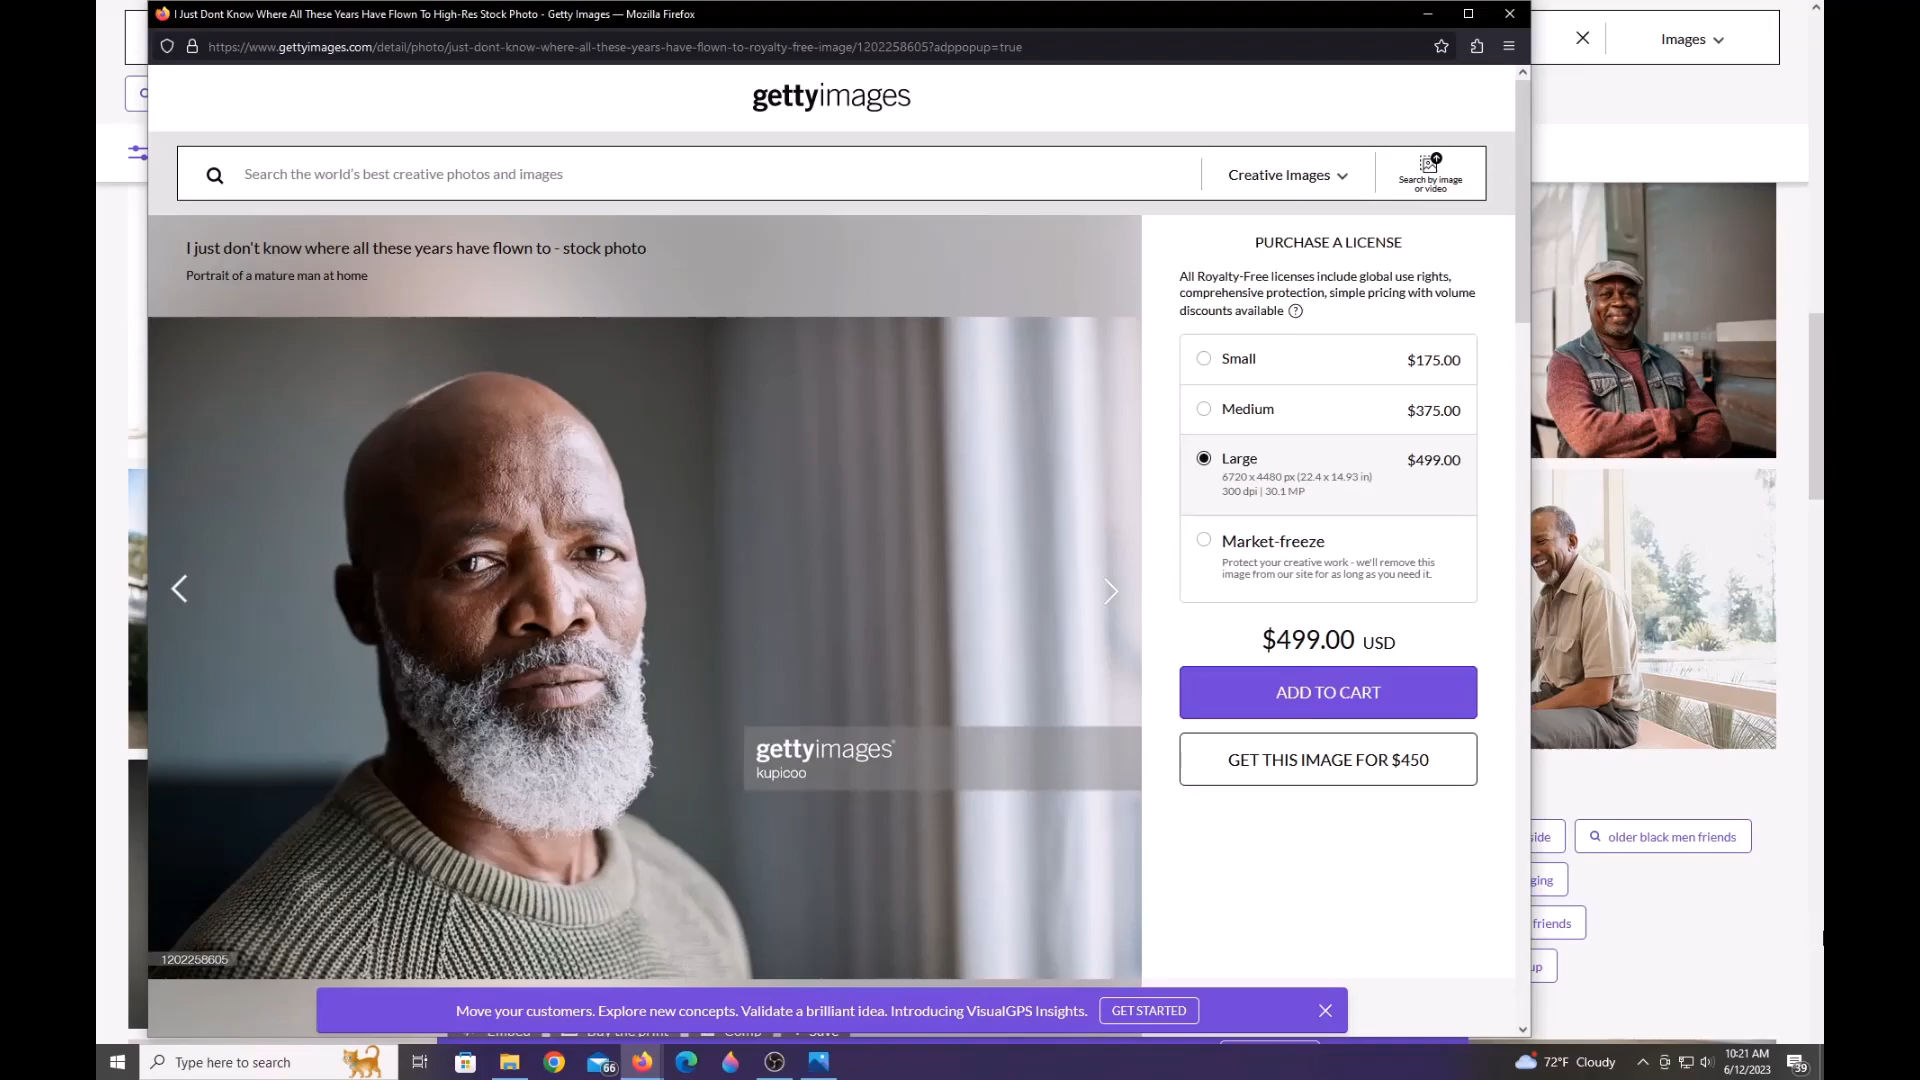 I Just Dont Know Where All These Years Have Flown To High-Res Stock Photo - Getty Images — Mozilla Firefox
https://www.gettyimages.com/detail/photo/just-dont-know-where-all-these-years-have-flown-to-royalty-free-image/1202258605?adppopup=true
Images
gettyimages
Search the world's best creative photos and images
Creative Images
Search by image
or video
I just don't know where all these years have flown to - stock photo
Portrait of a mature man at home
PURCHASE A LICENSE
All Royalty-Free licenses include global use rights,
comprehensive protection, simple pricing with volume
discounts available ?
Small $175.00
Medium $375.00
Large $499.00
6720 x 4480 px (22.4 x 14.93 in)
300 dpi | 30.1 MP
Market-freeze
Protect your creative work - we'll remove this
image from our site for as long as you need it.
$499.00 USD
ADD TO CART
GET THIS IMAGE FOR $450
gettyimages®
kupicoo
1202258605
older black men friends
friends
Move your customers. Explore new concepts. Validate a brilliant idea. Introducing VisualGPS Insights. GET STARTED
Type here to search
66
72°F Cloudy
10:21 AM
6/12/2023
39